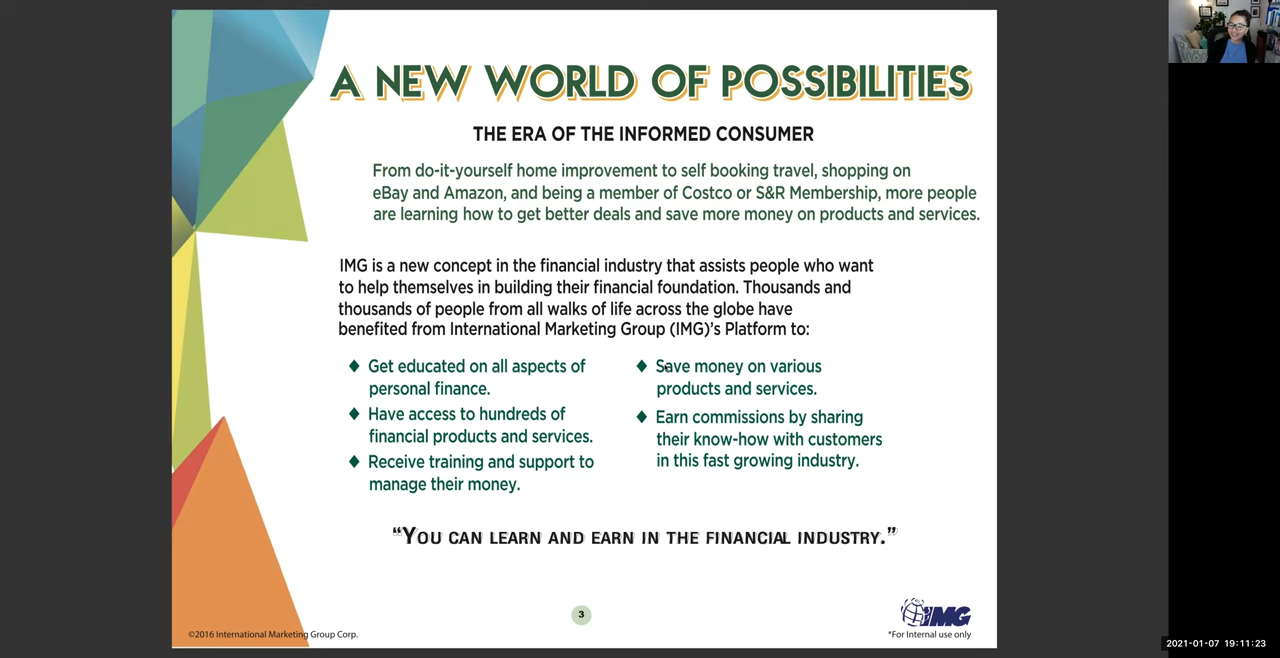 A NEW WORLD OF POSSIBILITIES
THE ERA OF THE INFORMED CONSUMER
From do-it-yourself home improvement to self booking travel, shopping on
eBay and Amazon, and being a member of Costco or S&R Membership, more people
are learning how to get better deals and save more money on products and services.
IMG is a new concept in the financial industry that assists people who want
to help themselves in building their financial foundation. Thousands and
thousands of people from all walks of life across the globe have
benefited from International Marketing Group (IMG)'s Platform to:
Get educated on all aspects of
personal finance.
Have access to hundreds of
financial products and services.
Receive training and support to
manage their money.
Save money on various
products and services.
Earn commissions by sharing
their know-how with customers
in this fast growing industry.
“You can learn and earn in the financial industry.”
3
IMG
©2016 International Marketing Group Corp.
*For Internal use only
2021-01-07 19:11:23